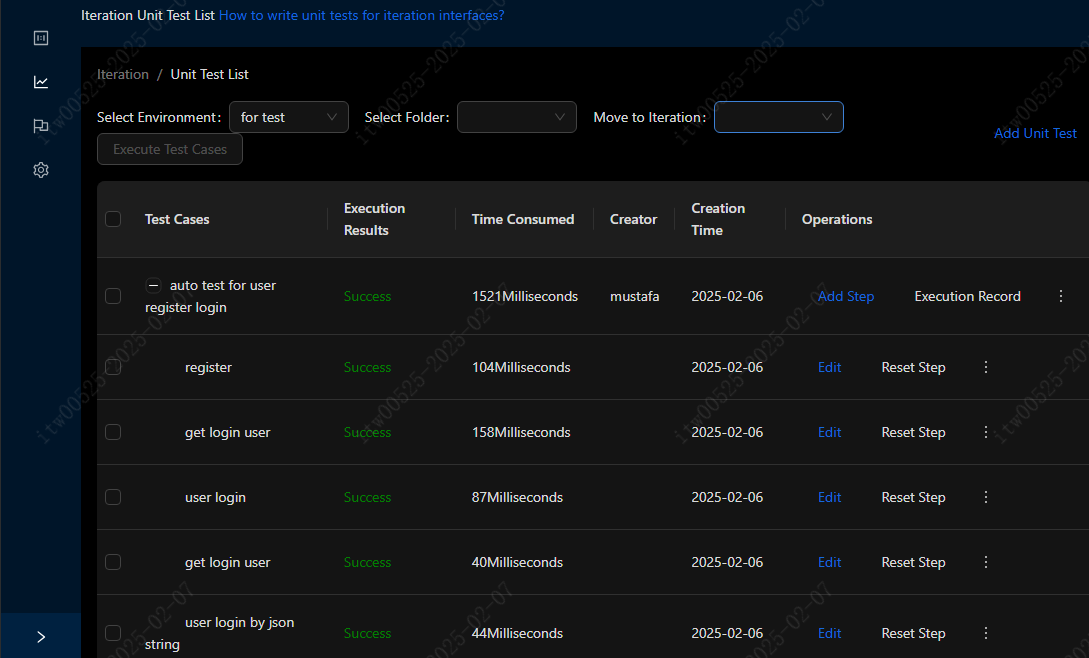 Iteration Unit Test List How to write unit tests for iteration interfaces?
Iteration / Unit Test List
Select Environment: for test Select Folder: Move to Iteration:
Add Unit Test
Execute Test Cases
Test Cases Execution Results Time Consumed Creator Creation Time Operations
auto test for user register login Success 1521Milliseconds mustafa 2025-02-06 Add Step Execution Record
register Success 104Milliseconds 2025-02-06 Edit Reset Step
get login user Success 158Milliseconds 2025-02-06 Edit Reset Step
user login Success 87Milliseconds 2025-02-06 Edit Reset Step
get login user Success 40Milliseconds 2025-02-06 Edit Reset Step
user login by json string Success 44Milliseconds 2025-02-06 Edit Reset Step
itw00525-2025-02-07